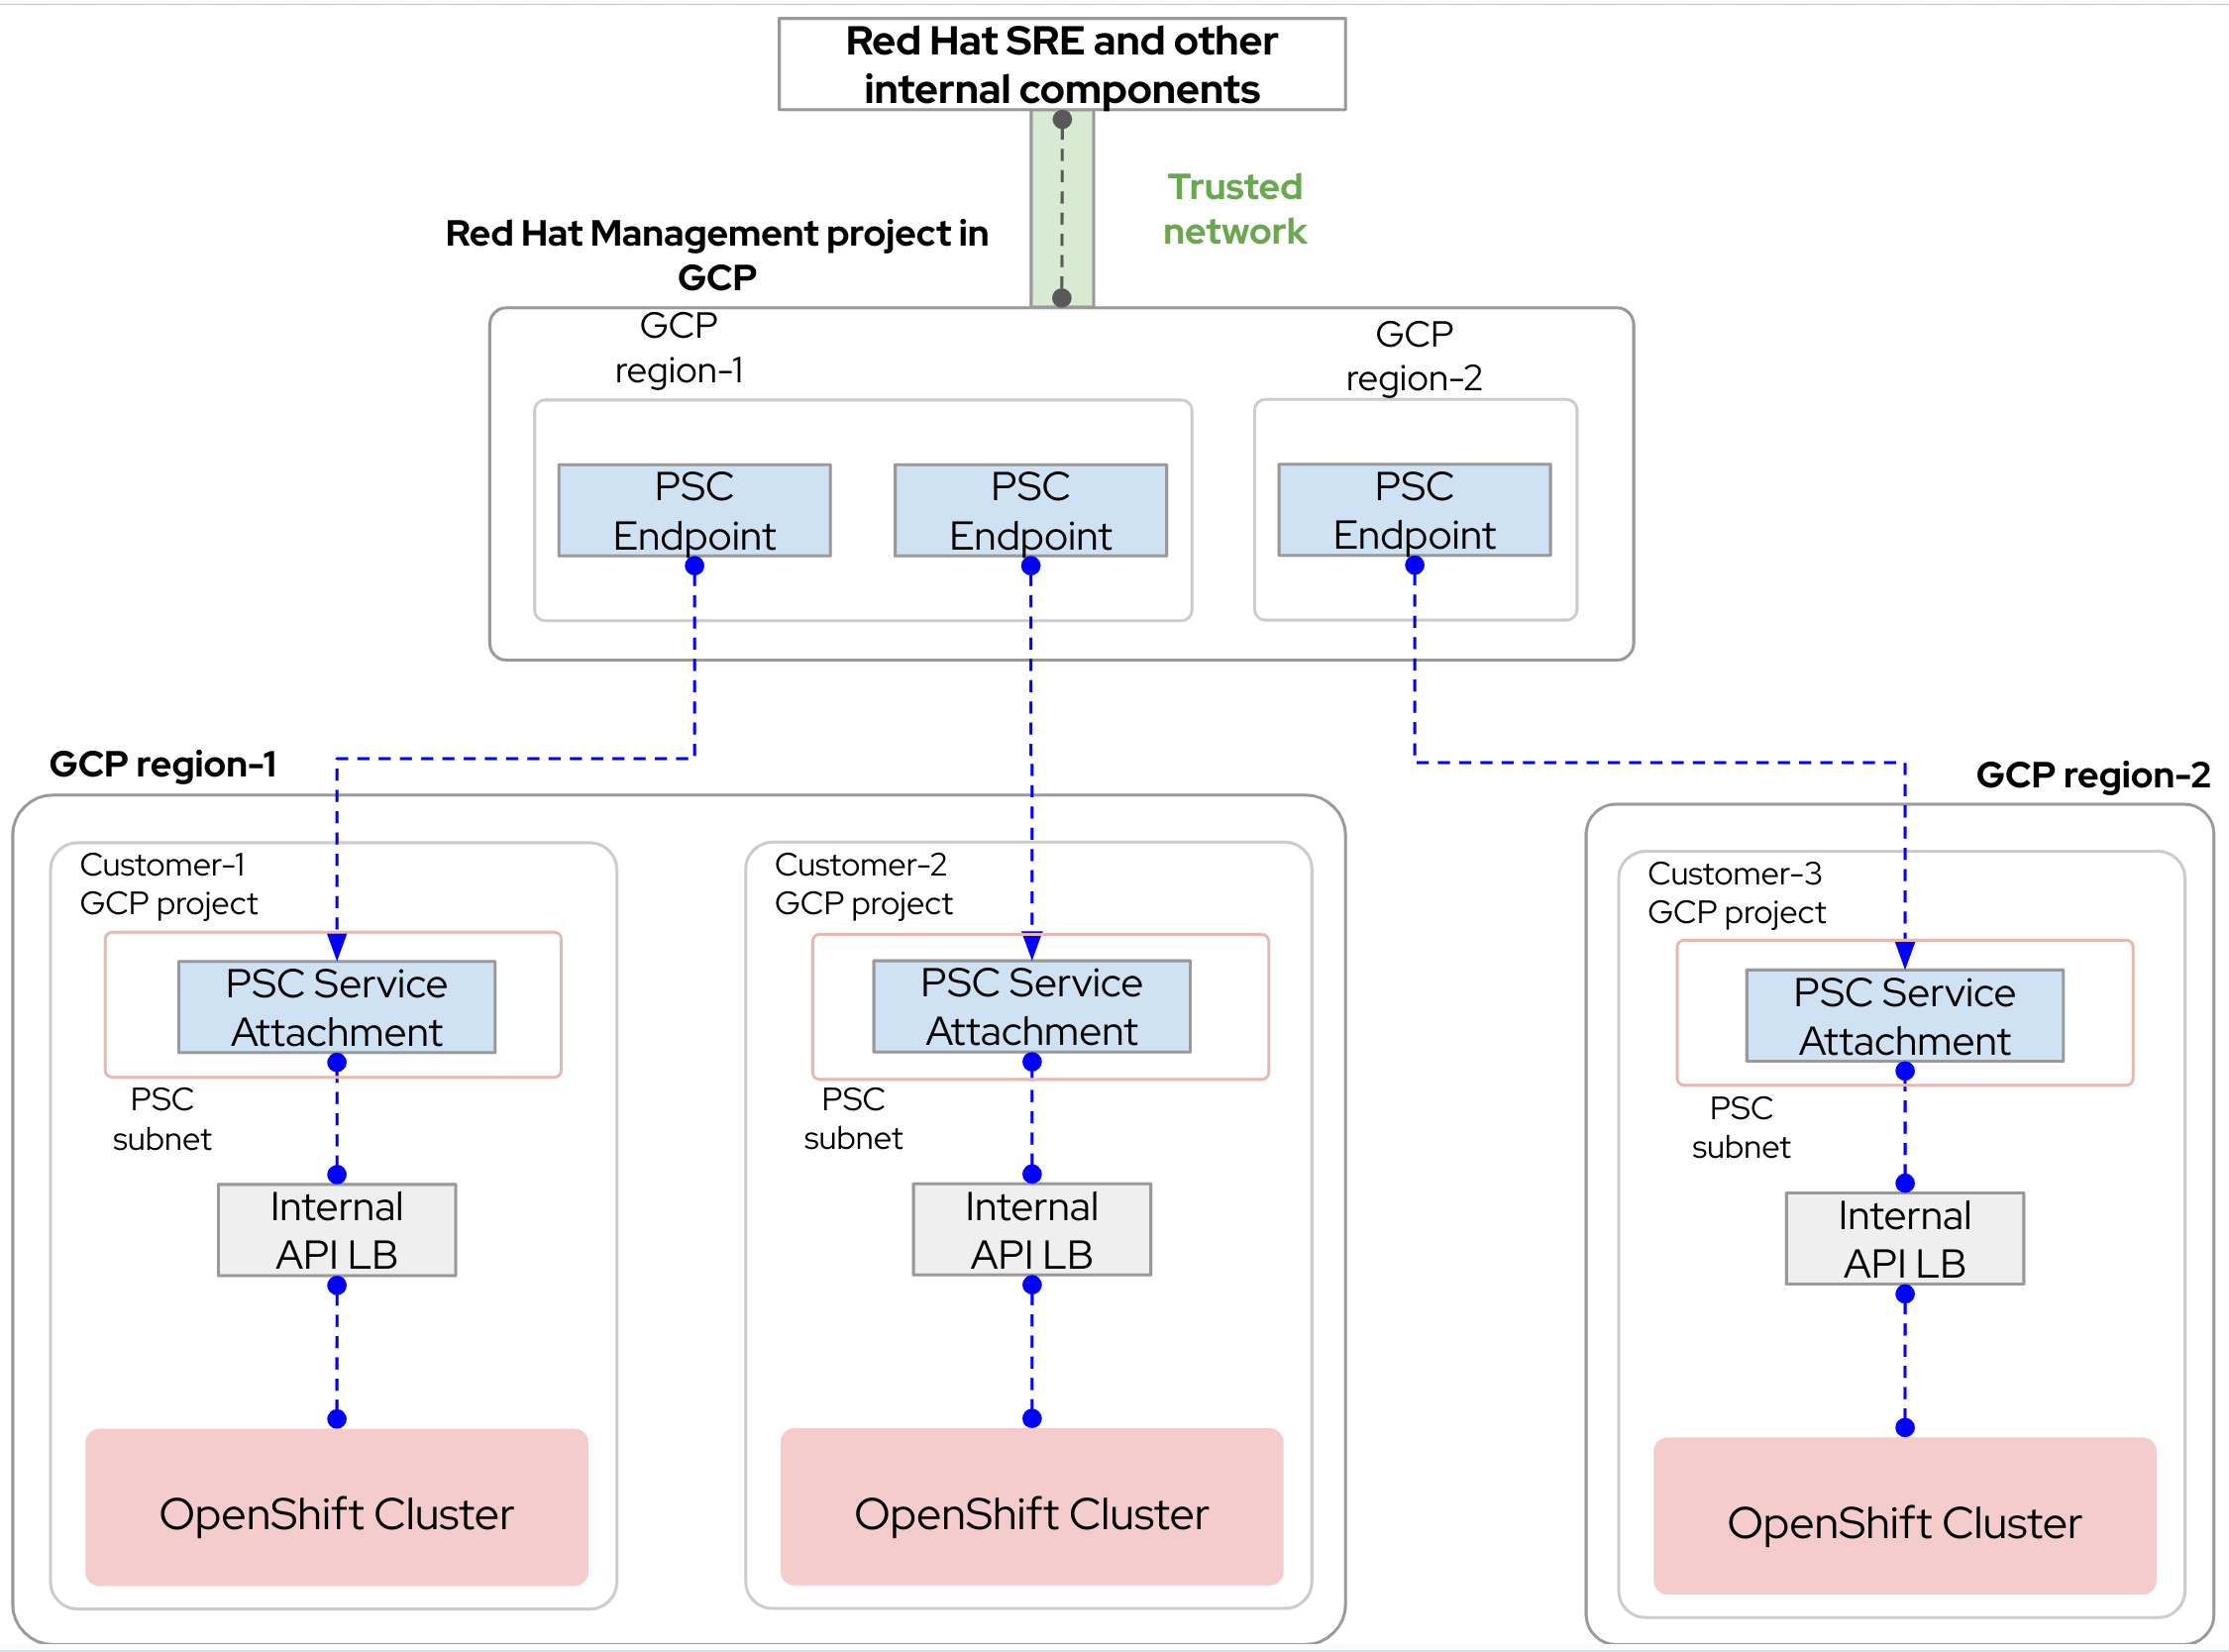 Red Hat SRE and other
internal components
Trusted
network
Red Hat Management project in
GCP
GCP
region-1
GCP
region-2
PSC
Endpoint
PSC
Endpoint
PSC
Endpoint
GCP region-1
GCP region-2
Customer-1
GCP project
PSC Service
Attachment
PSC
subnet
Internal
API LB
OpenShift Cluster
Customer-2
GCP project
PSC Service
Attachment
PSC
subnet
Internal
API LB
OpenShift Cluster
Customer-3
GCP project
PSC Service
Attachment
PSC
subnet
Internal
API LB
OpenShift Cluster